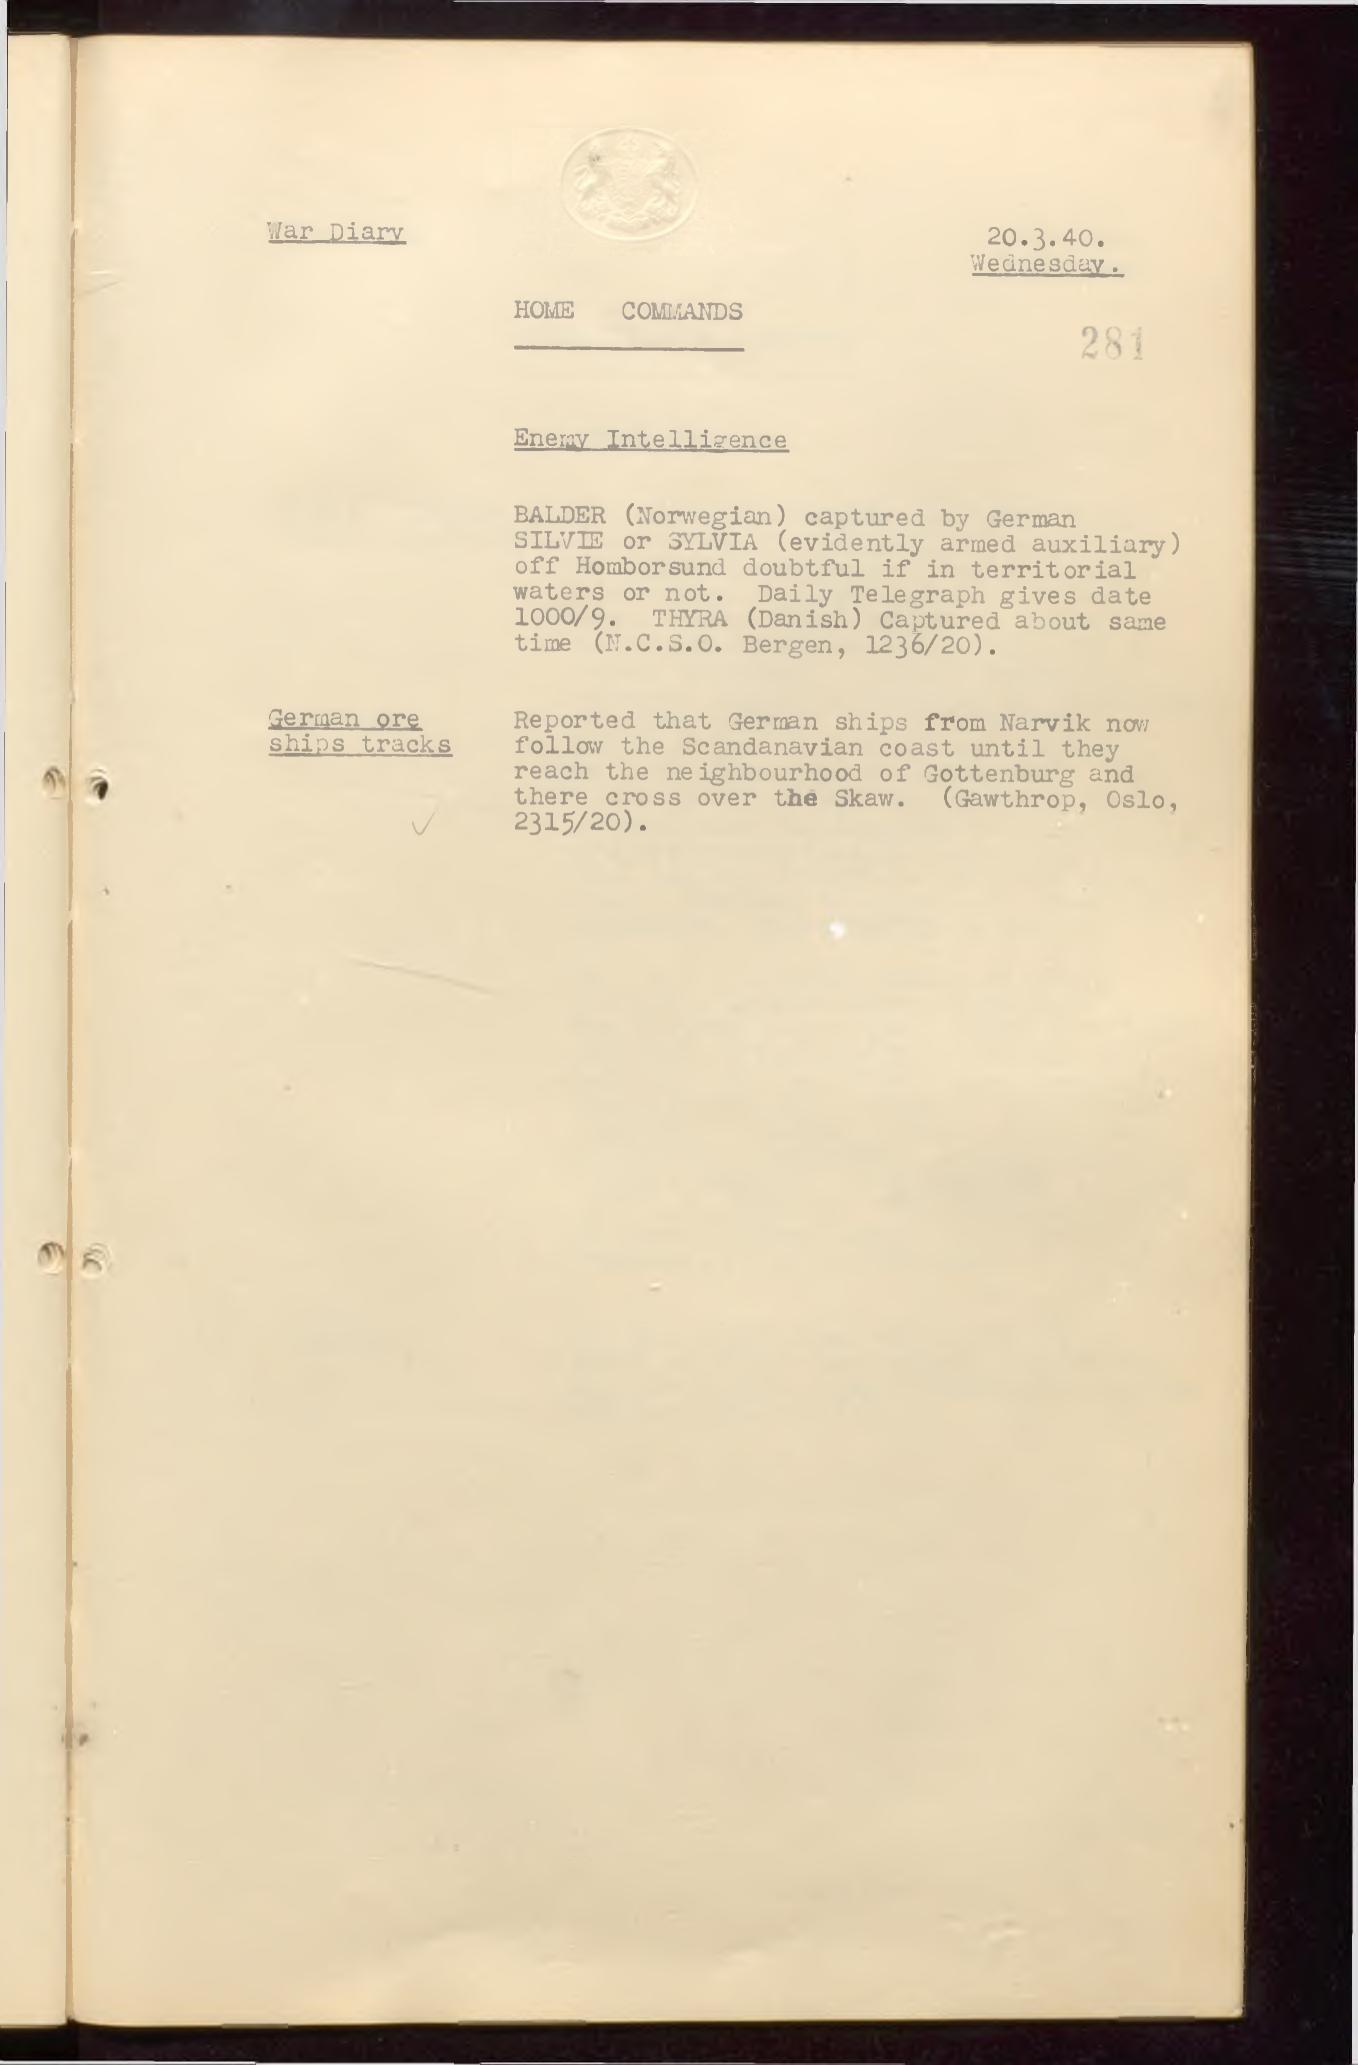 War Diary
20.3.40.
Wednesday.
HOME COMMANDS
281
Enemy Intelligence
BALDER (Norwegian) captured by German
SILVIE or SYLVIA (evidently armed auxiliary)
off Homborsund doubtful if in territorial
waters or not. Daily Telegraph gives date
1000/9. THYRA (Danish) Captured about same
time (N.C.S.O. Bergen, 1236/20).
German ore
ships tracks
Reported that German ships from Narvik now
follow the Scandanavian coast until they
reach the neighbourhood of Gottenburg and
there cross over the Skaw. (Gawthrop, Oslo,
2315/20).